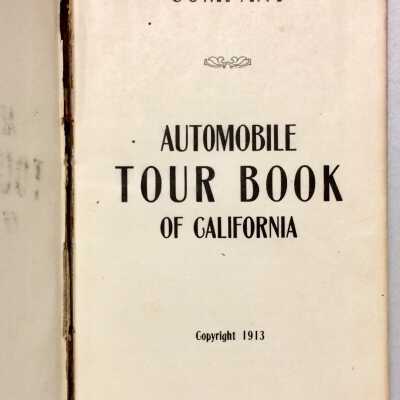 AUTOMOBILE
TOUR BOOK
OF CALIFORNIA
Copyright 1913